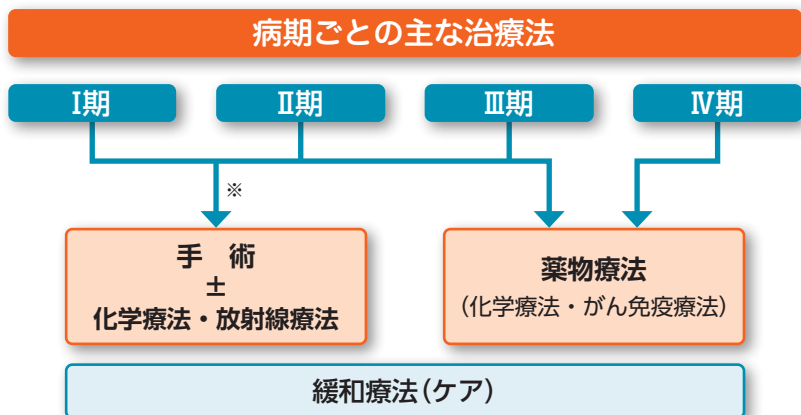 病期ごとの主な治療法
Ⅰ期
Ⅱ期
Ⅲ期
Ⅳ期
※
手　術
±
化学療法・放射線療法
薬物療法
(化学療法・がん免疫療法)
緩和療法(ケア)